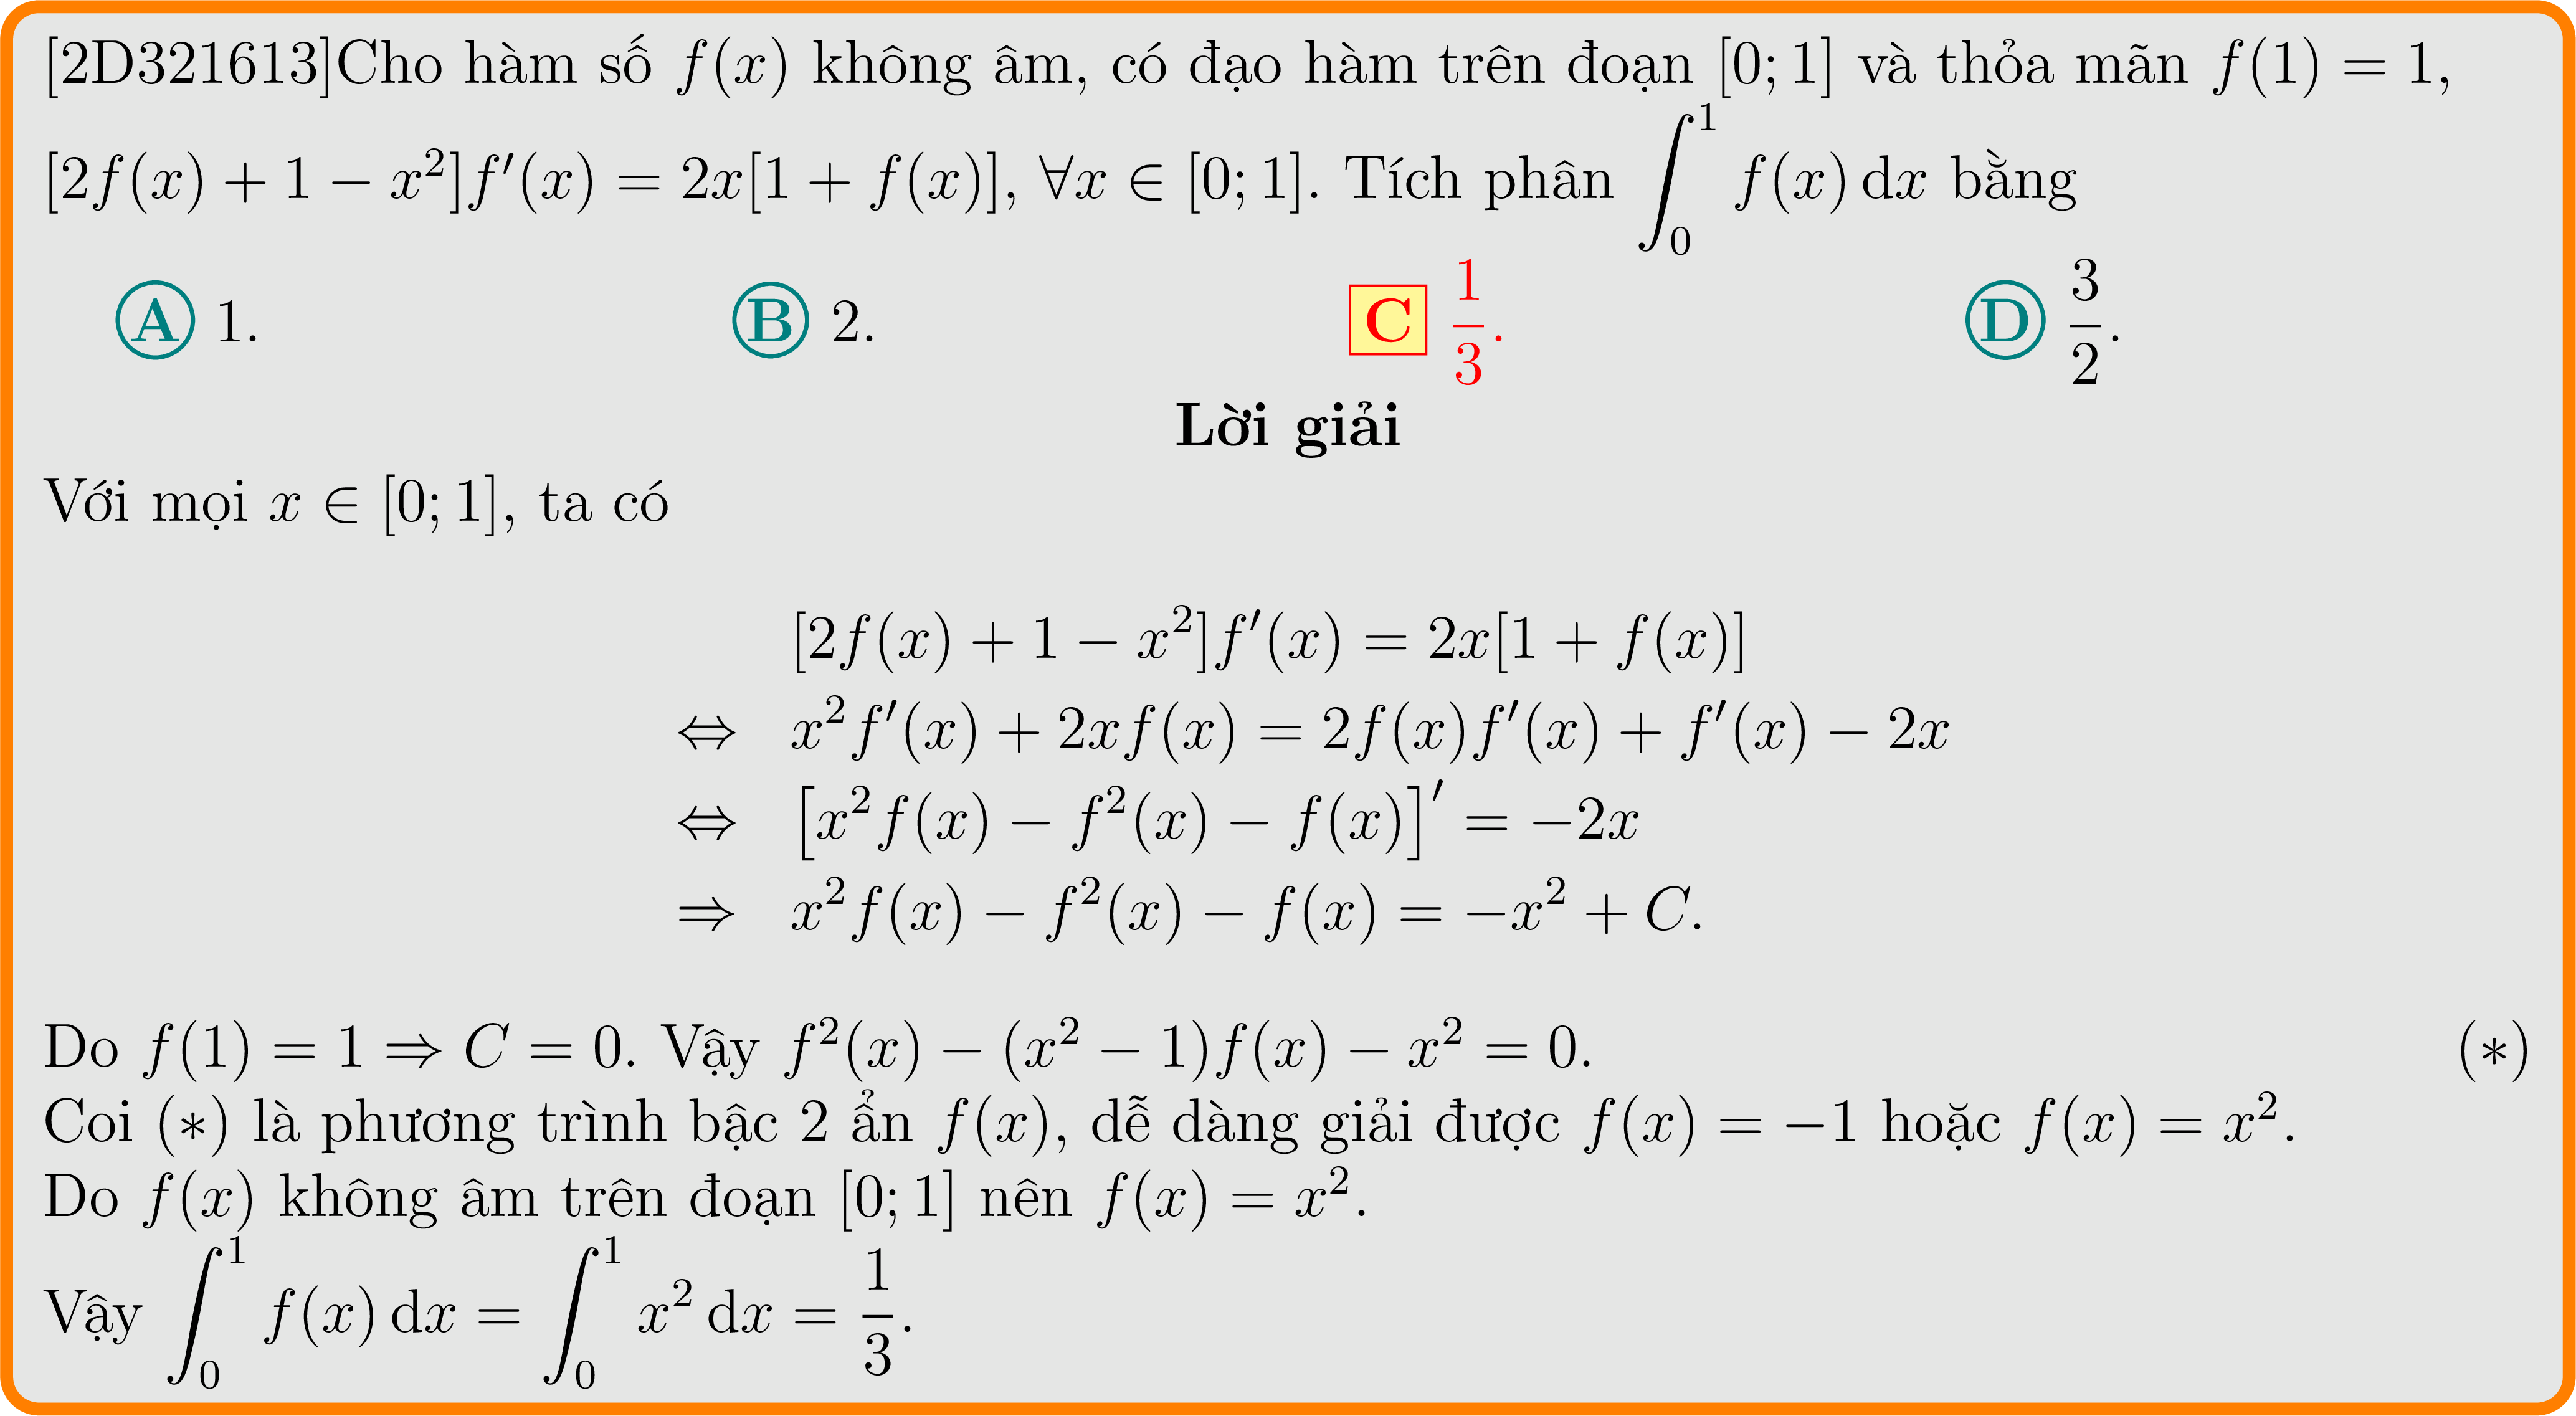 [2D321613]Cho hàm số $f(x)$ không âm, có đạo hàm trên đoạn $[0;1]$ và thỏa mãn $f(1) = 1$,
$[2f(x) + 1 - x^2]f'(x) = 2x[1 + f(x)]$, $\forall x \in [0;1]$. Tích phân $\int_0^1 f(x)\,\mathrm{d}x$ bằng
A 1. B 2. C $\frac{1}{3}$. D $\frac{3}{2}$.
Lời giải
Với mọi $x \in [0;1]$, ta có
$[2f(x) + 1 - x^2]f'(x) = 2x[1 + f(x)]$
$\Leftrightarrow x^2f'(x) + 2xf(x) = 2f(x)f'(x) + f'(x) - 2x$
$\Leftrightarrow \left[x^2f(x) - f^2(x) - f(x)\right]' = -2x$
$\Rightarrow x^2f(x) - f^2(x) - f(x) = -x^2 + C.$
Do $f(1) = 1 \Rightarrow C = 0$. Vậy $f^2(x) - (x^2 - 1)f(x) - x^2 = 0$. $(*)$
Coi $(*)$ là phương trình bậc 2 ẩn $f(x)$, dễ dàng giải được $f(x) = -1$ hoặc $f(x) = x^2$.
Do $f(x)$ không âm trên đoạn $[0;1]$ nên $f(x) = x^2$.
Vậy $\int_0^1 f(x)\,\mathrm{d}x = \int_0^1 x^2\,\mathrm{d}x = \frac{1}{3}$.